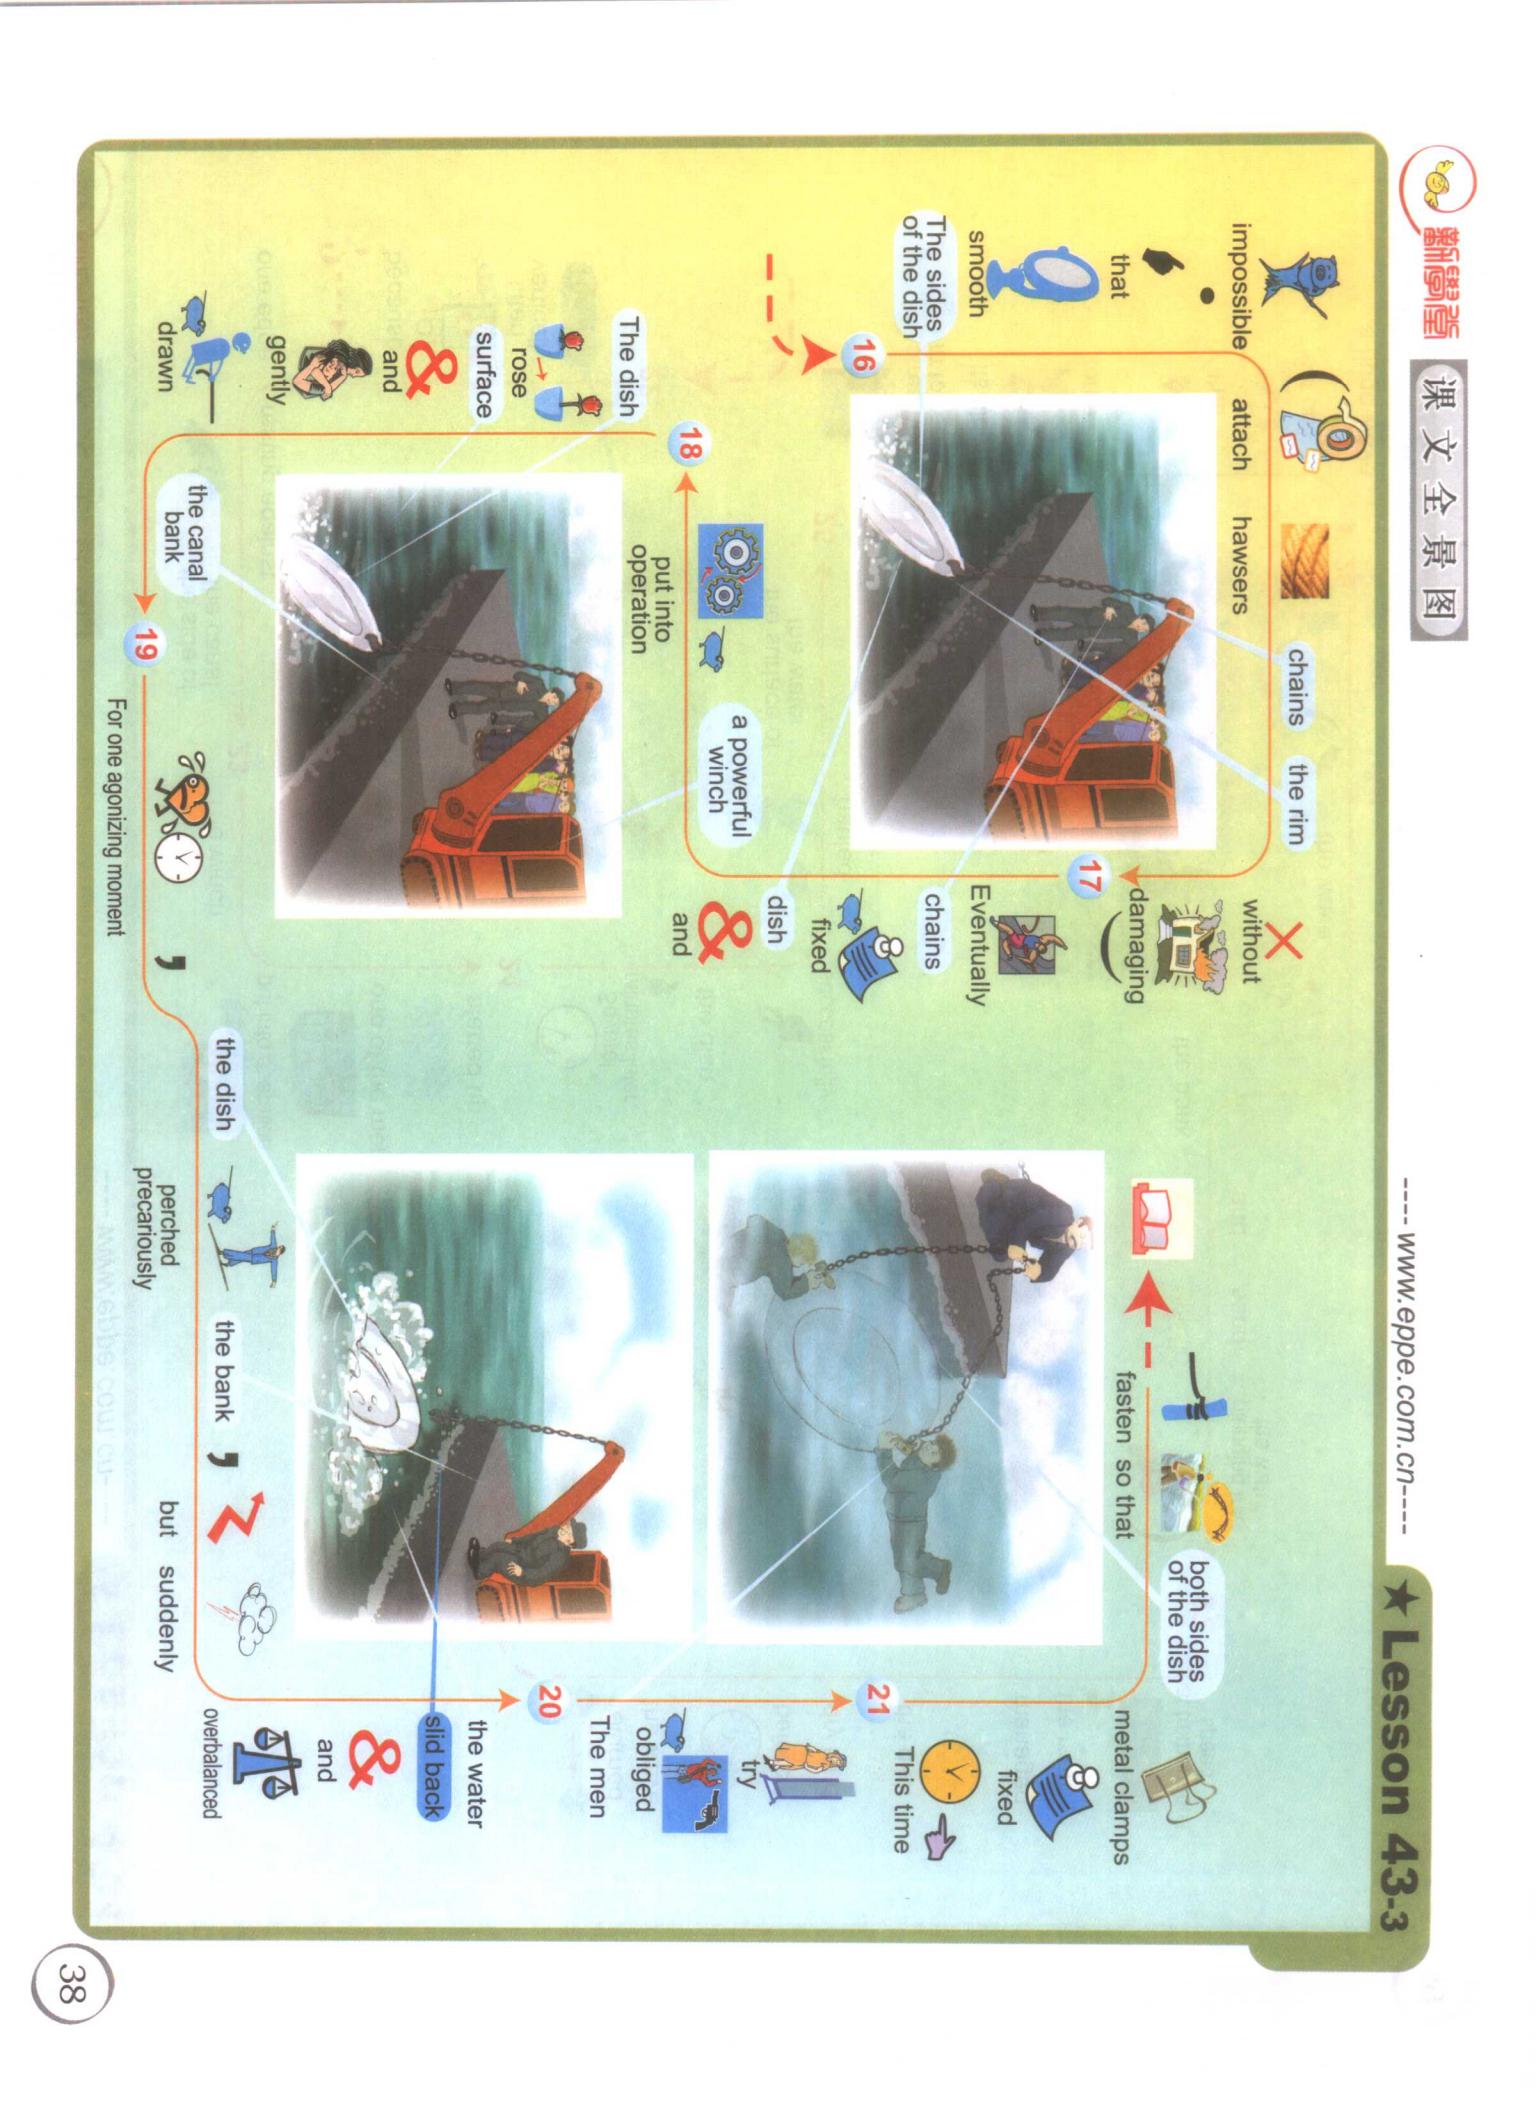 新學堂
课文全景图
---- www.eppe.com.cn----
★ Lesson 43-3
16
The sides
of the dish
smooth
that
impossible
(
attach
hawsers
chains
the rim
without
damaging
)
17
Eventually
chains
fixed
dish
&
and
a powerful
winch
put into
operation
18
The dish
rose
surface
&
and
gently
drawn
the canal
bank
19
For one agonizing moment
,
the dish
perched
precariously
the bank
,
but
suddenly
overbalanced
&
and
slid back
the water
20
The men
obliged
try
21
This time
fixed
metal clamps
both sides
of the dish
so that
fasten
38